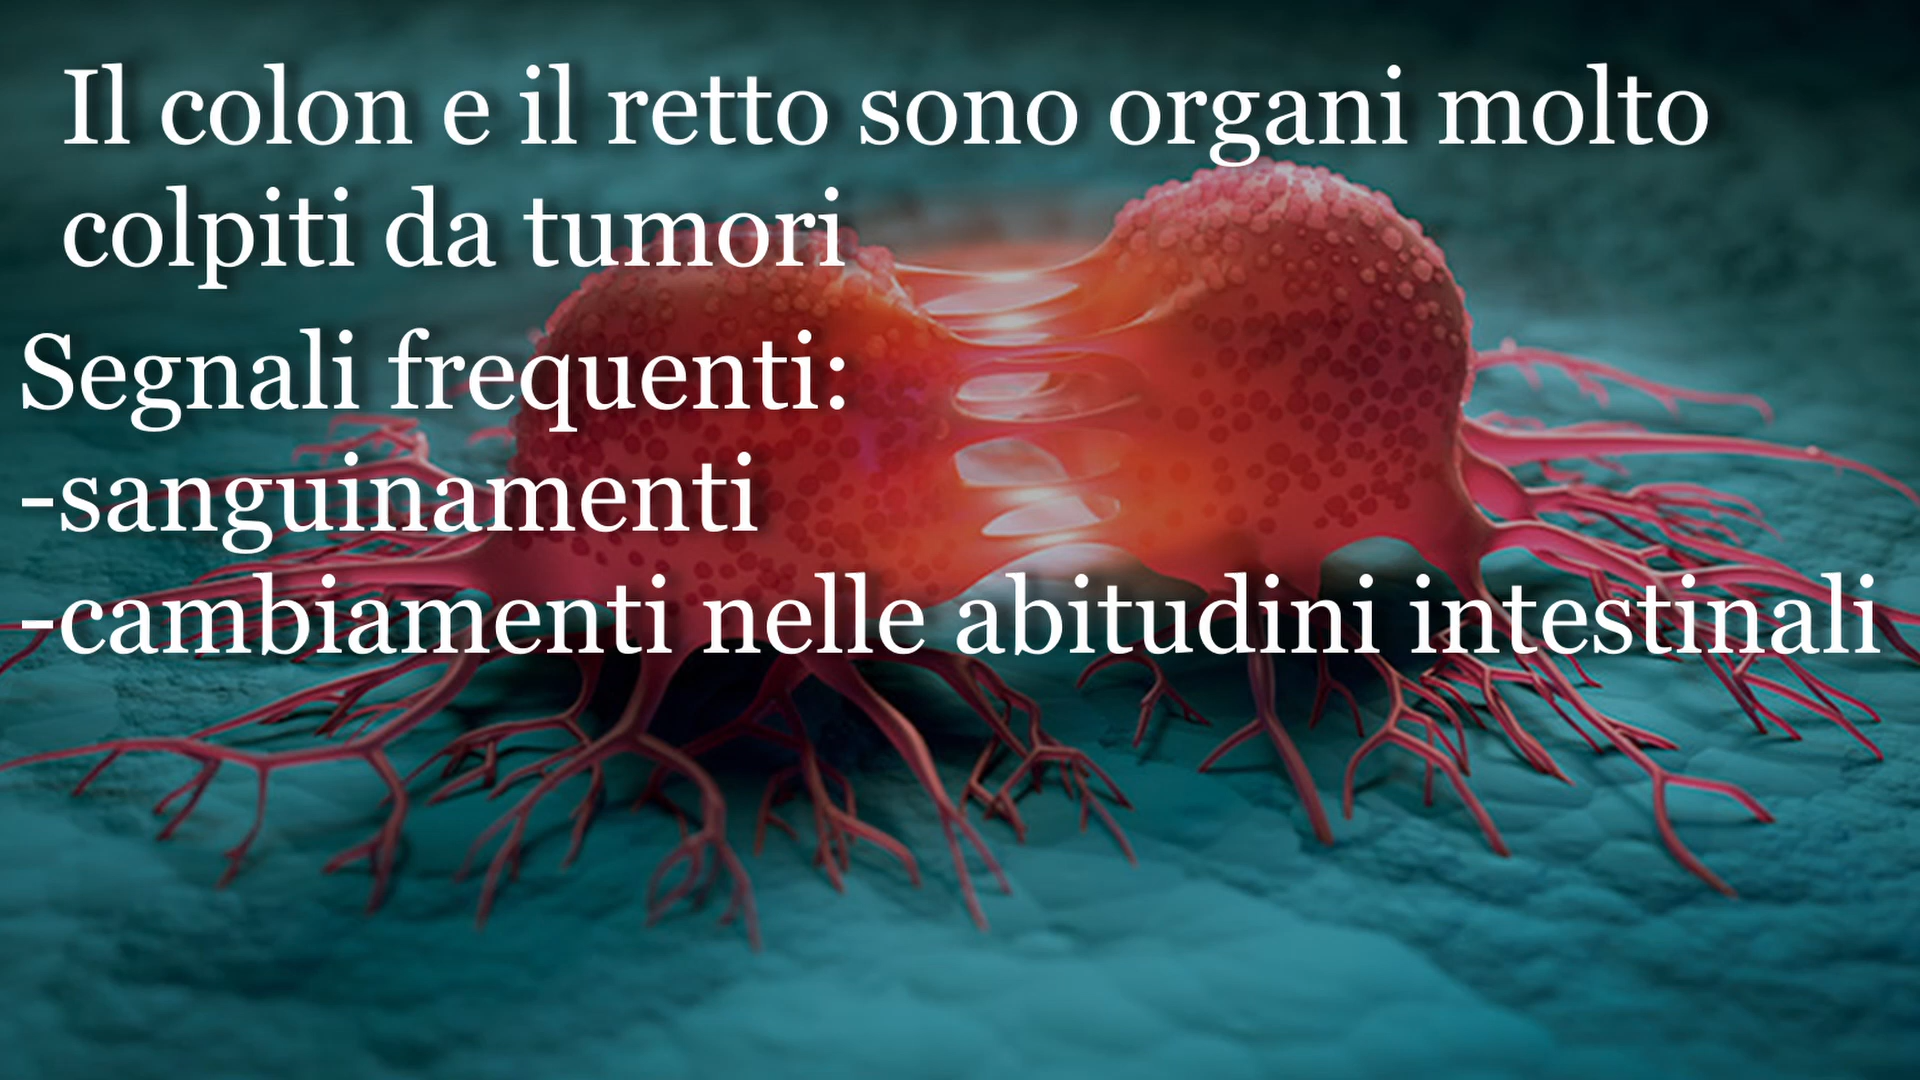 Il colon e il retto sono organi molto
colpiti da tumori
Segnali frequenti:
-sanguinamenti
-cambiamenti nelle abitudini intestinali